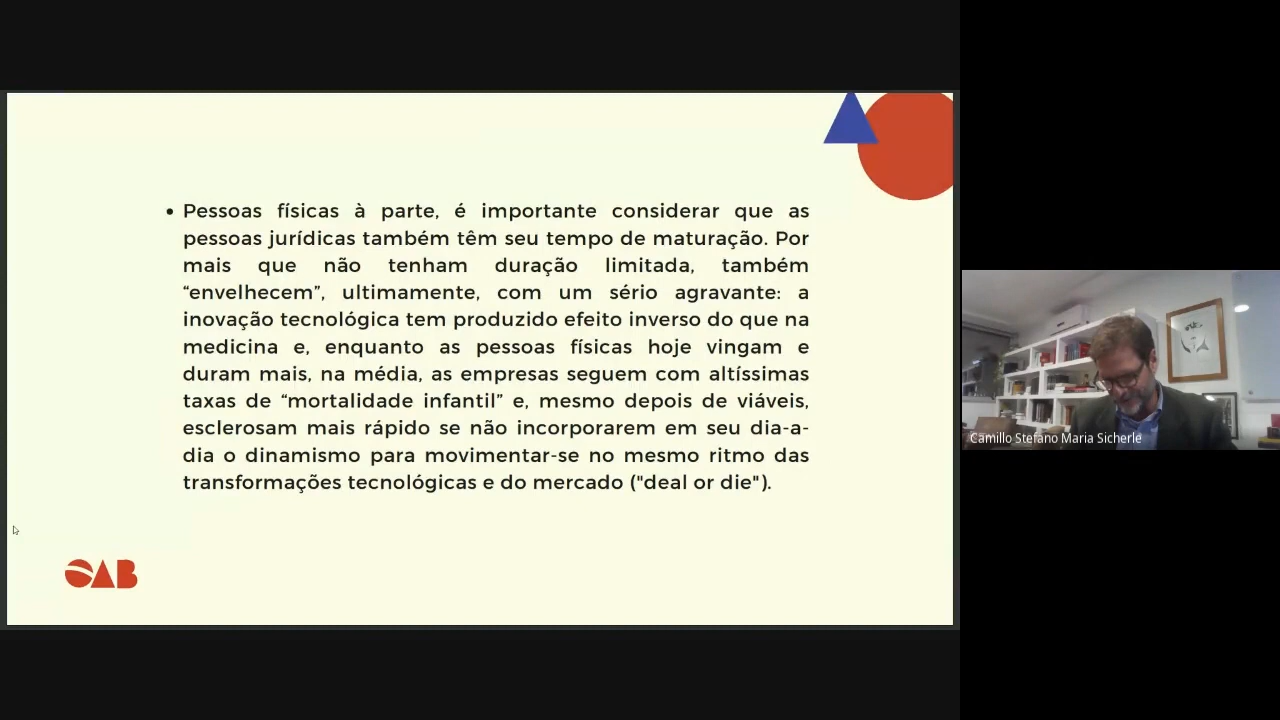 • Pessoas físicas à parte, é importante considerar que as
pessoas jurídicas também têm seu tempo de maturação. Por
mais que não tenham duração limitada, também
“envelhecem”, ultimamente, com um sério agravante: a
inovação tecnológica tem produzido efeito inverso do que na
medicina e, enquanto as pessoas físicas hoje vingam e
duram mais, na média, as empresas seguem com altíssimas
taxas de “mortalidade infantil” e, mesmo depois de viáveis,
esclerosam mais rápido se não incorporarem em seu dia-a-
dia o dinamismo para movimentar-se no mesmo ritmo das
transformações tecnológicas e do mercado ("deal or die").
OAB
Camillo Stefano Maria Sicherle